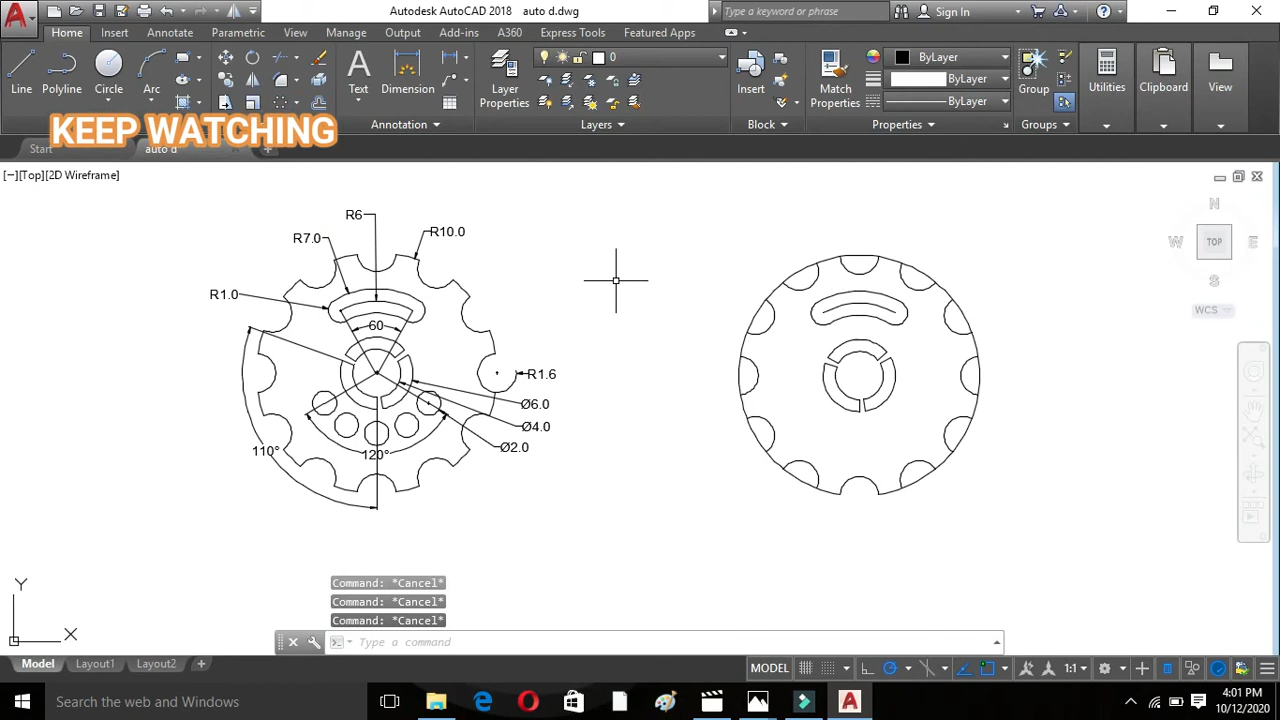 Autodesk AutoCAD 2018 auto d.dwg
Type a keyword or phrase
Sign In
Home Insert Annotate Parametric View Manage Output Add-ins A360 Express Tools Featured Apps
Line Polyline Circle Arc
Text Dimension
Layer Properties
0
Insert
Match Properties
ByLayer
ByLayer
ByLayer
Group
Utilities
Clipboard
View
Annotation
Layers
Block
Properties
Groups
KEEP WATCHING
Start
auto d
[−][Top][2D Wireframe]
N
W
TOP
E
S
WCS
R6
R10.0
R7.0
R1.0
60
R1.6
Ø6.0
Ø4.0
Ø2.0
110°
120°
Y
X
Command: *Cancel*
Command: *Cancel*
Command: *Cancel*
Type a command
Model Layout1 Layout2
MODEL
1:1
Search the web and Windows
4:01 PM
10/12/2020